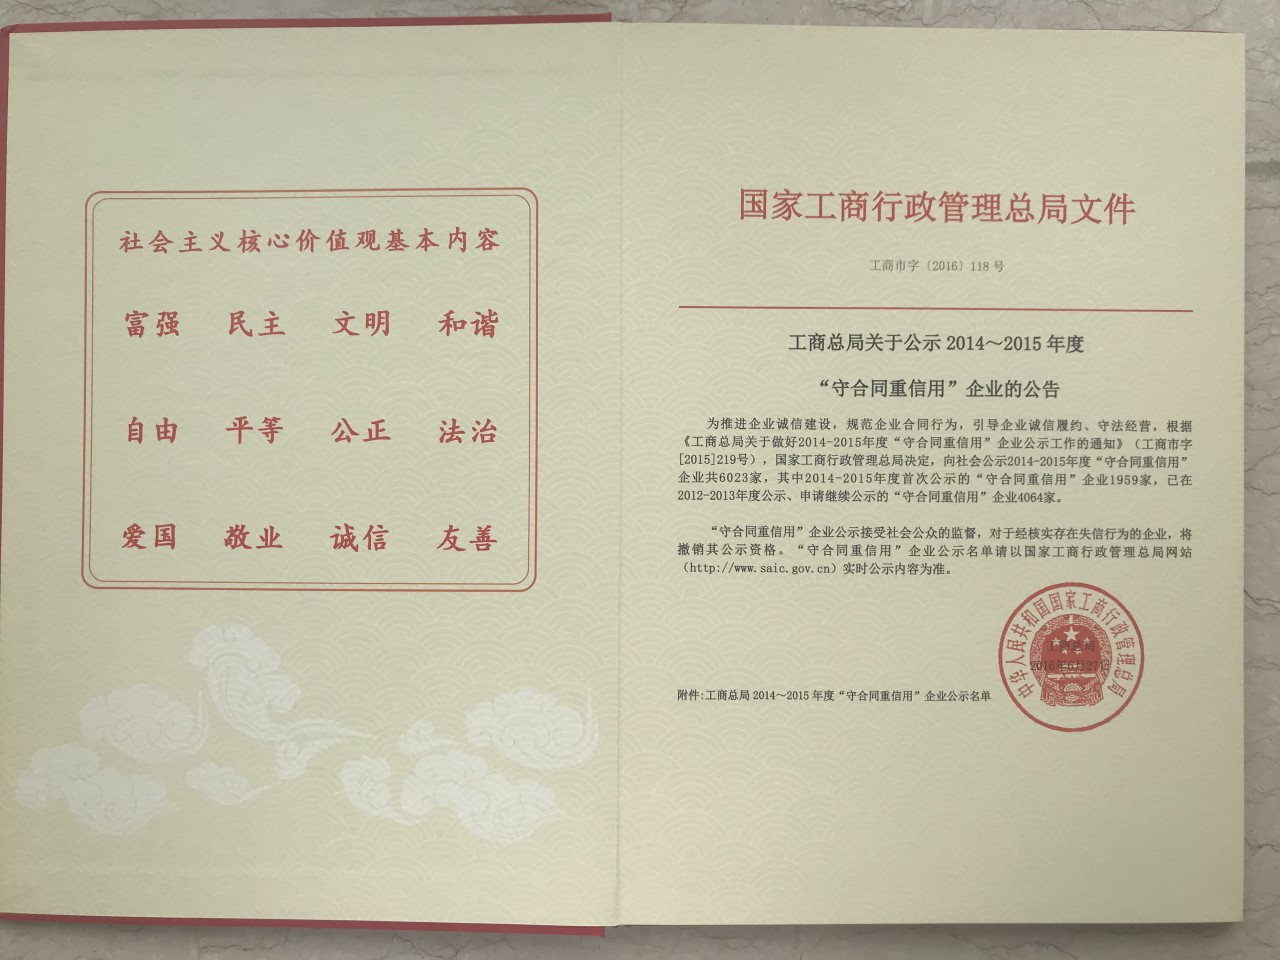 社会主义核心价值观基本内容
富强 民主 文明 和谐
自由 平等 公正 法治
爱国 敬业 诚信 友善
国家工商行政管理总局文件
工商市字〔2016〕118 号
工商总局关于公示 2014～2015 年度
“守合同重信用”企业的公告
为推进企业诚信建设，规范企业合同行为，引导企业诚信履约、守法经营，根据
《工商总局关于做好2014-2015年度“守合同重信用”企业公示工作的通知》（工商市字
[2015]219号），国家工商行政管理总局决定，向社会公示2014-2015年度“守合同重信用”
企业共6023家，其中2014-2015年度首次公示的“守合同重信用”企业1959家，已在
2012-2013年度公示、申请继续公示的“守合同重信用”企业4064家。
“守合同重信用”企业公示接受社会公众的监督，对于经核实存在失信行为的企业，将
撤销其公示资格。“守合同重信用”企业公示名单请以国家工商行政管理总局网站
（http://www.saic.gov.cn）实时公示内容为准。
中华人民共和国国家工商行政管理总局
工商总局
2016年6月27日
附件:工商总局 2014～2015 年度“守合同重信用”企业公示名单